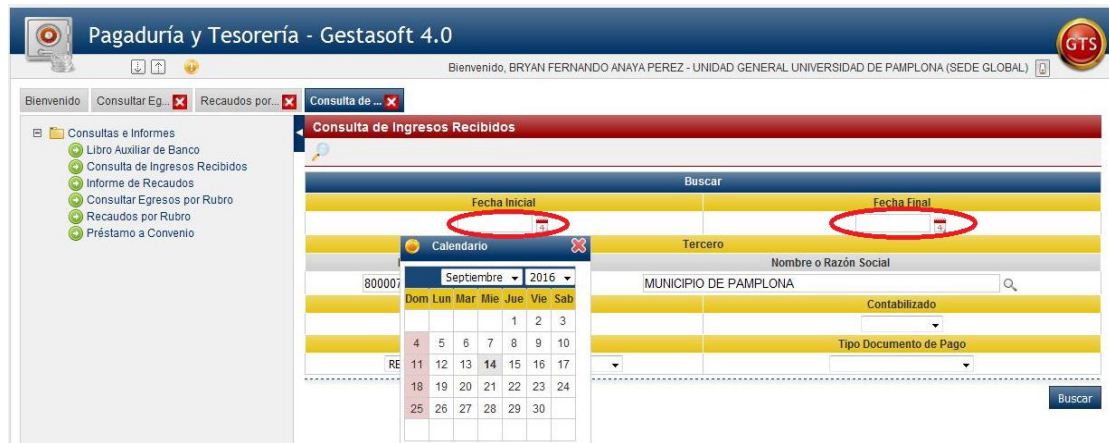 Pagaduría y Tesorería - Gestasoft 4.0
GTS
Bienvenido, BRYAN FERNANDO ANAYA PEREZ - UNIDAD GENERAL UNIVERSIDAD DE PAMPLONA (SEDE GLOBAL)
Bienvenido Consultar Eg... Recaudos por... Consulta de ...
Consultas e Informes
Libro Auxiliar de Banco
Consulta de Ingresos Recibidos
Informe de Recaudos
Consultar Egresos por Rubro
Recaudos por Rubro
Préstamo a Convenio
Consulta de Ingresos Recibidos
Buscar
Fecha Inicial Fecha Final
Tercero
Nombre o Razón Social
80000 MUNICIPIO DE PAMPLONA
Contabilizado
Tipo Documento de Pago
RE
Buscar
Calendario
Septiembre 2016
Dom Lun Mar Mie Jue Vie Sab
1 2 3
4 5 6 7 8 9 10
11 12 13 14 15 16 17
18 19 20 21 22 23 24
25 26 27 28 29 30